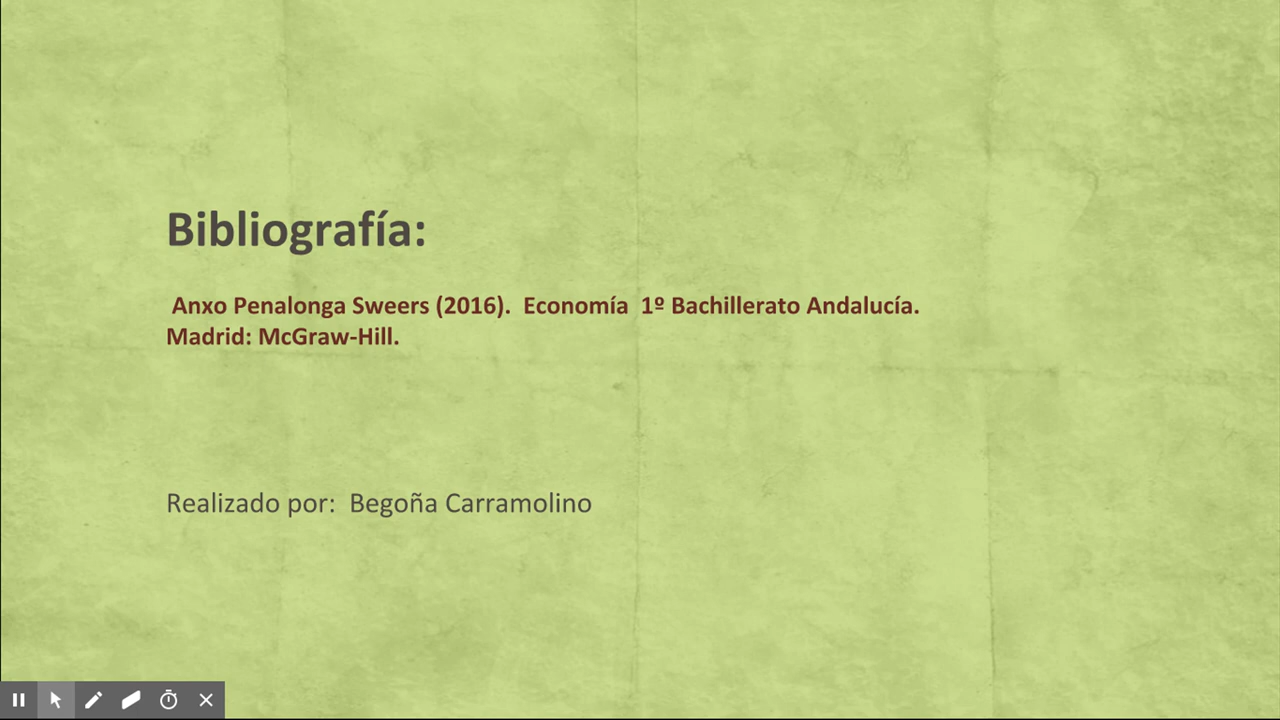 Bibliografía:
Anxo Penalonga Sweers (2016). Economía 1º Bachillerato Andalucía.
Madrid: McGraw-Hill.
Realizado por: Begoña Carramolino